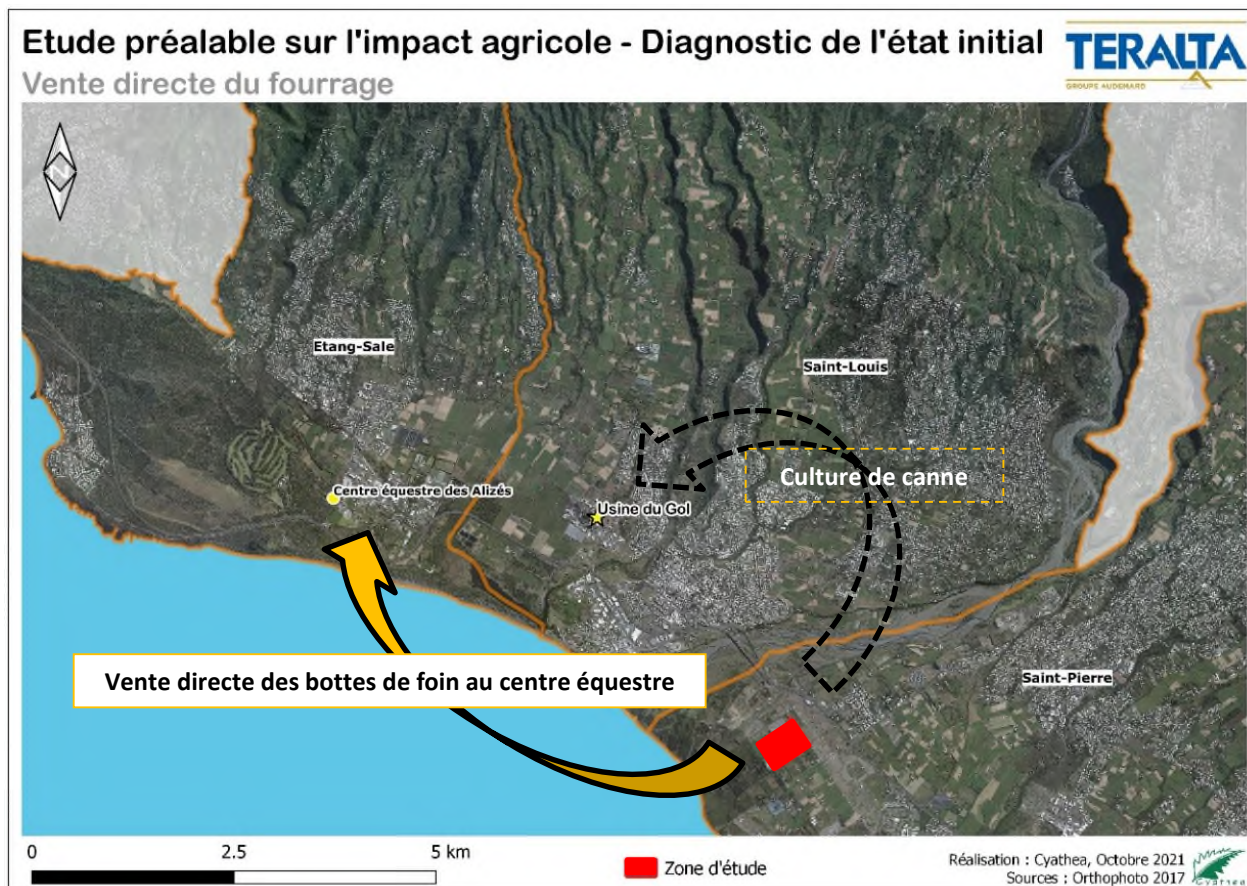 Etude préalable sur l'impact agricole - Diagnostic de l'état initial
Vente directe du fourrage
TERALTA
GROUPE AUDEMARD
N
Etang-Sale
Saint-Louis
Culture de canne
Centre équestre des Alizés
Usine du Gol
Vente directe des bottes de foin au centre équestre
Saint-Pierre
0 2.5 5 km
Zone d'étude
Réalisation : Cyathea, Octobre 2021
Sources : Orthophoto 2017
Cyathea